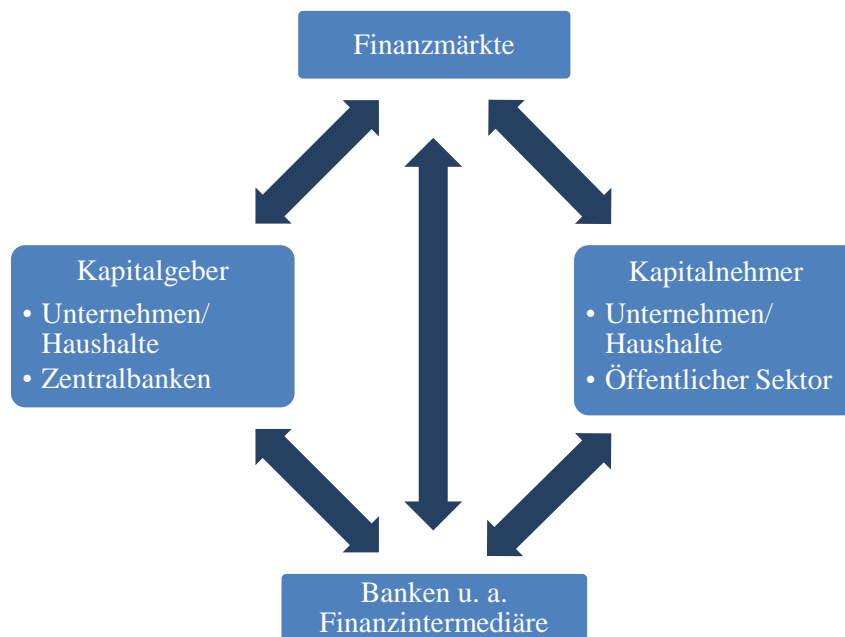 Finanzmärkte
Kapitalgeber
• Unternehmen/
Haushalte
• Zentralbanken
Kapitalnehmer
• Unternehmen/
Haushalte
• Öffentlicher Sektor
Banken u. a.
Finanzintermediäre